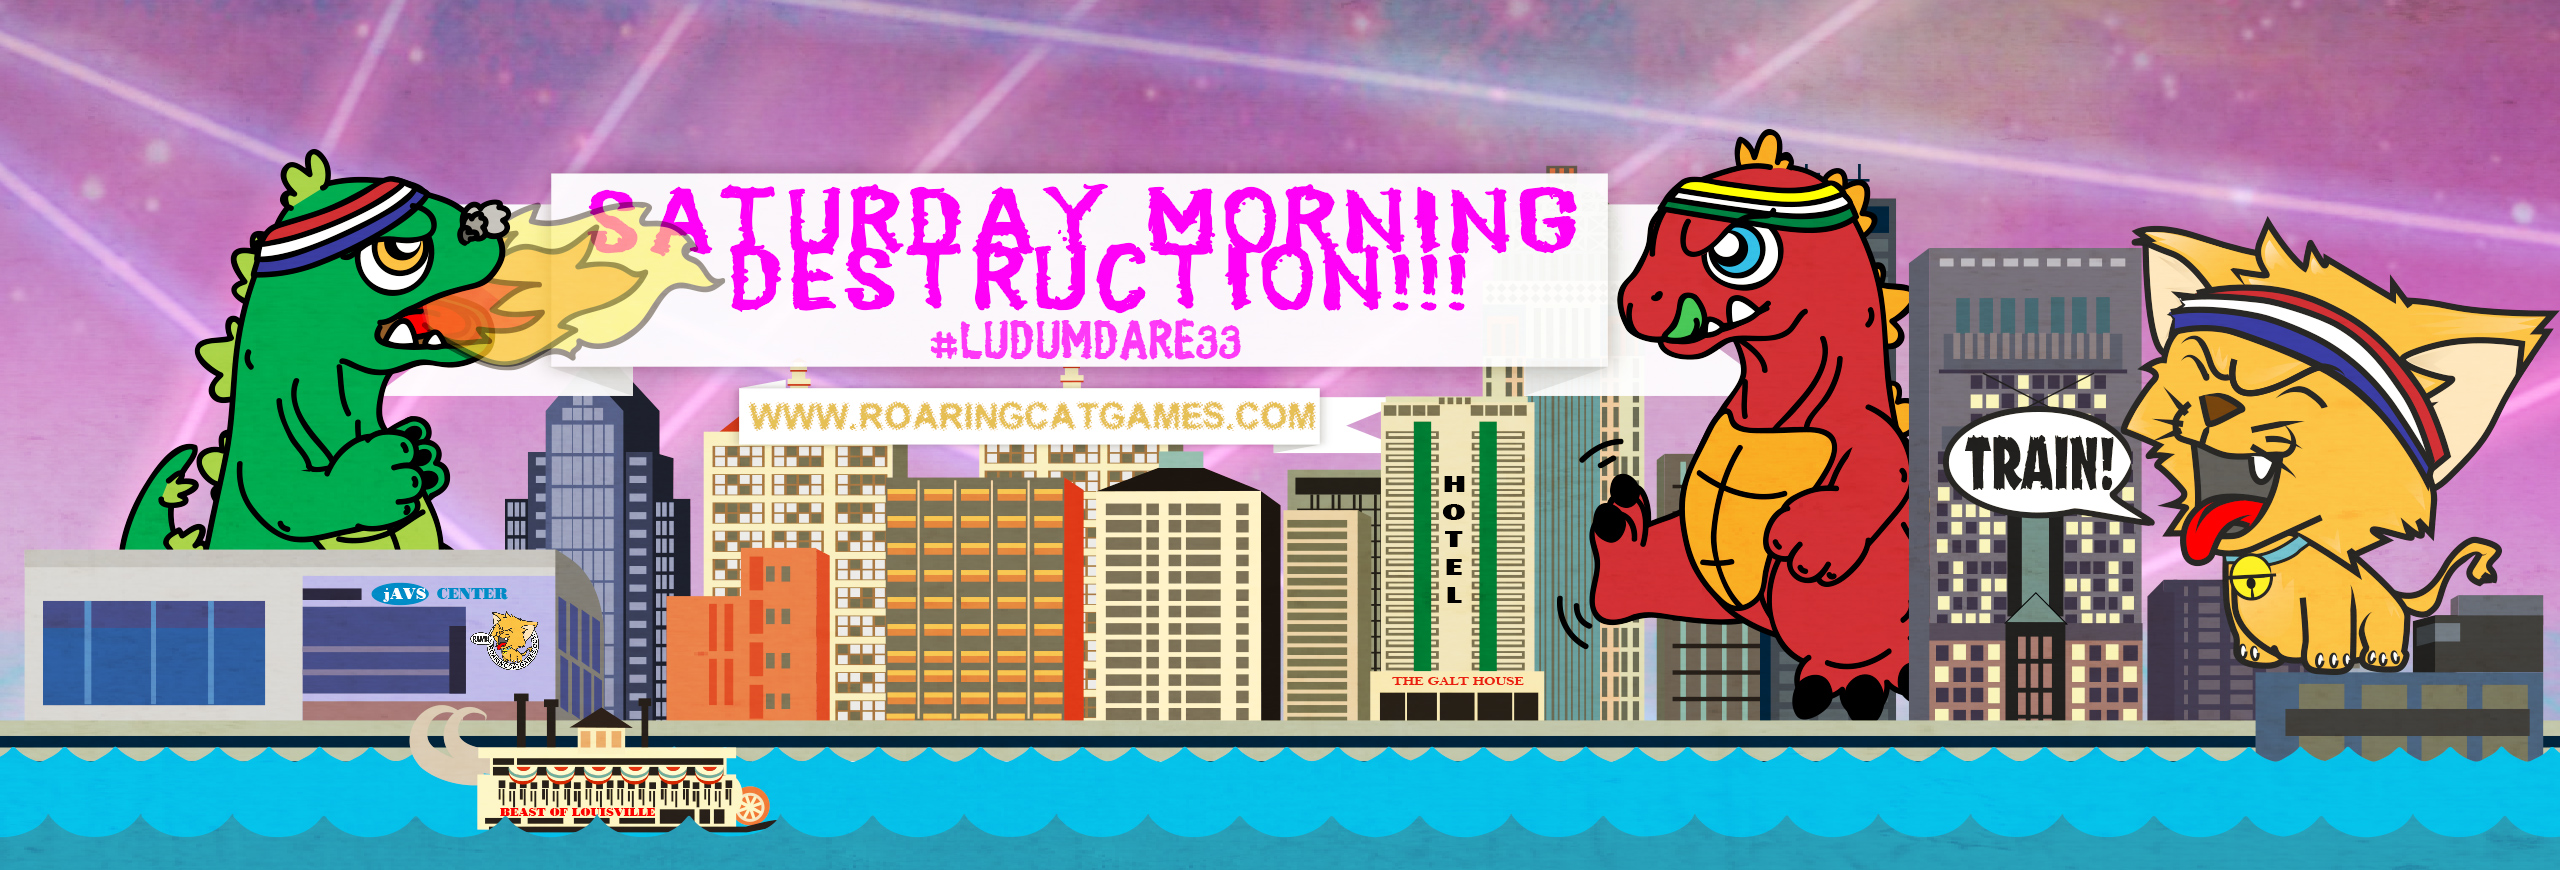 SATURDAY MORNING
DESTRUCTION!!!
#LUDUMDARE33
WWW.ROARINGCATGAMES.COM
TRAIN!
HOTEL
jAVS CENTER
THE GALT HOUSE
BEAST OF LOUISVILLE